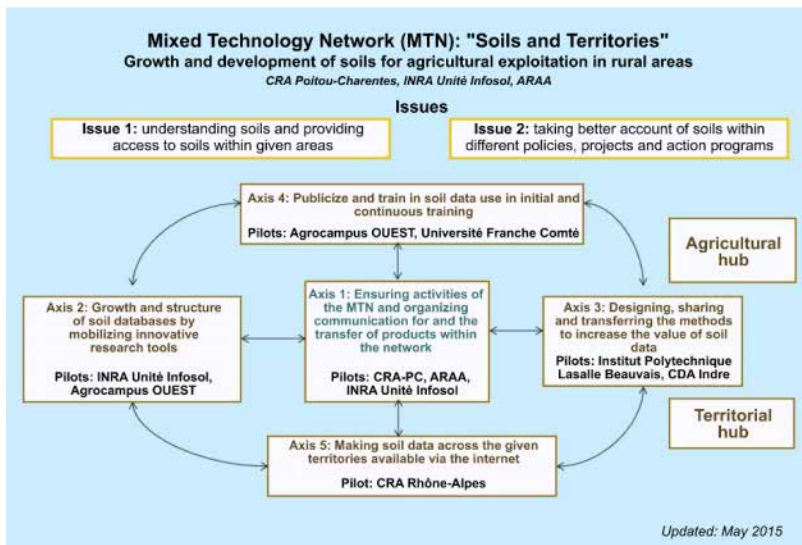 Mixed Technology Network (MTN): "Soils and Territories"
Growth and development of soils for agricultural exploitation in rural areas
CRA Poitou-Charentes, INRA Unitè Infosol, ARAA
Issues
Issue 1: understanding soils and providing
access to soils within given areas
Issue 2: taking better account of soils within
different policies, projects and action programs
Axis 4: Publicize and train in soil data use in initial and
continuous training
Pilots: Agrocampus OUEST, Université Franche Comté
Agricultural
hub
Axis 2: Growth and structure
of soil databases by
mobilizing innovative
research tools
Pilots: INRA Unitè Infosol,
Agrocampus OUEST
Axis 1: Ensuring activities of
the MTN and organizing
communication for and the
transfer of products within
the network
Pilots: CRA-PC, ARAA,
INRA Unitè Infosol
Axis 3: Designing, sharing
and transferring the methods
to increase the value of soil
data
Pilots: Institut Polytechnique
Lasalle Beauvais, CDA Indre
Territorial
hub
Axis 5: Making soil data across the given
territories available via the internet
Pilot: CRA Rhône-Alpes
Updated: May 2015